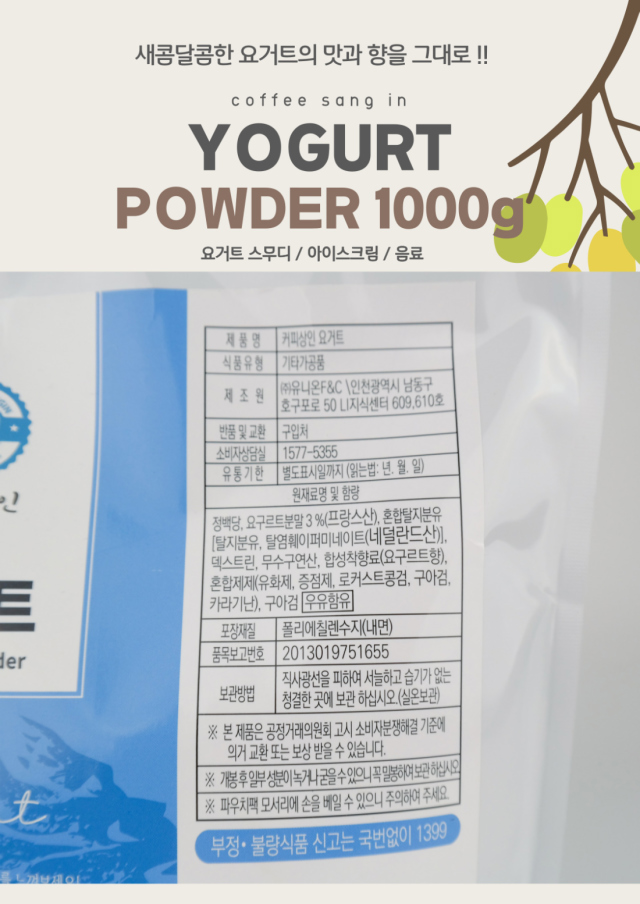 새콤달콤한 요거트의 맛과 향을 그대로 !!
coffee sang in
YOGURT
POWDER 1000g
요거트 스무디 / 아이스크림 / 음료
제 품 명 커피상인 요거트
식품유형 기타가공품
제 조 원 ㈜유니온F&C \인천광역시 남동구
호구포로 50 LI지식센터 609,610호
반품 및 교환 구입처
소비자상담실 1577-5355
유통기한 별도표시일까지 (읽는법: 년. 월. 일)
원재료명 및 함량
정백당, 요구르트분말 3 %(프랑스산), 혼합탈지분유
[탈지분유, 탈염훼이퍼미네이트(네덜란드산)],
덱스트린, 무수구연산, 합성착향료(요구르트향),
혼합제제(유화제, 증점제, 로커스트콩검, 구아검,
카라기난), 구아검 우유함유
포장재질 폴리에칠렌수지(내면)
품목보고번호 2013019751655
보관방법 직사광선을 피하여 서늘하고 습기가 없는
청결한 곳에 보관 하십시오.(실온보관)
※ 본 제품은 공정거래위원회 고시 소비자분쟁해결 기준에
의거 교환 또는 보상 받을 수 있습니다.
※ 개봉 후 일부 성분이 녹거나 굳을 수 있으니 꼭 밀봉하여 보관 하십시오.
※ 파우치팩 모서리에 손을 베일 수 있으니 주의하여 주세요.
부정• 불량식품 신고는 국번없이 1399
인
트
der
t